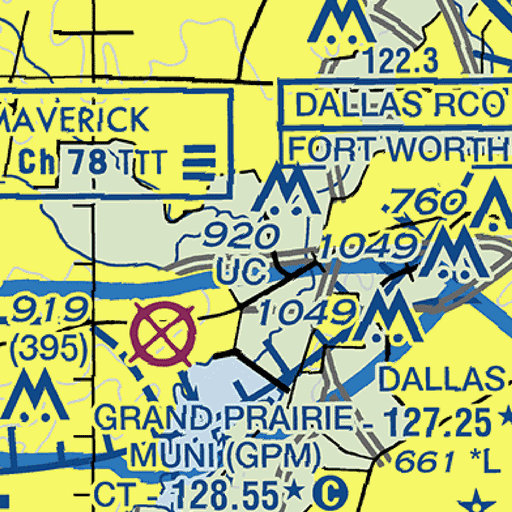 122.3
DALLAS RCO
FORT WORTH
MAVERICK
Ch 78 TTT
.760
920
UC
1049
1049
919
(395)
DALLAS
GRAND PRAIRIE
MUNI (GPM)
- 127.25★
661 *L
CT - 128.55★ C